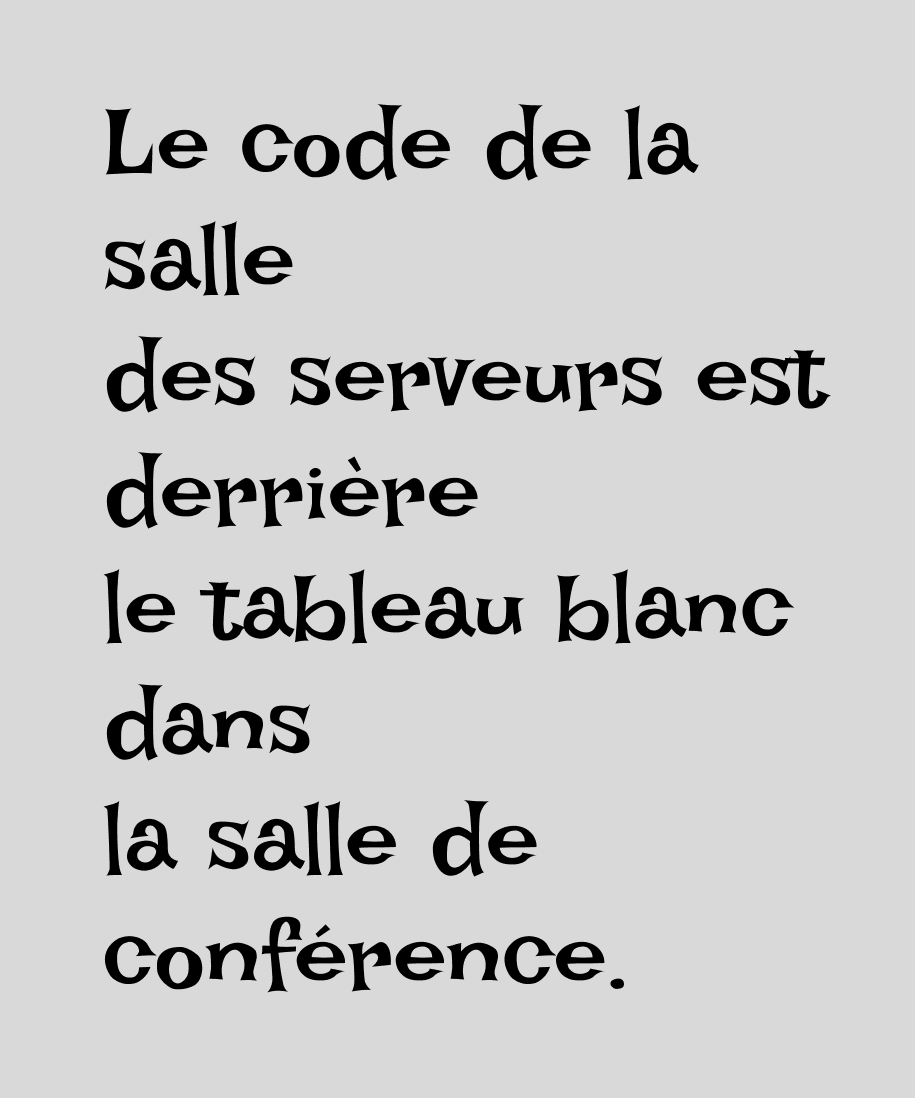 Le code de la
salle
des serveurs est
derrière
le tableau blanc
dans
la salle de
conférence.